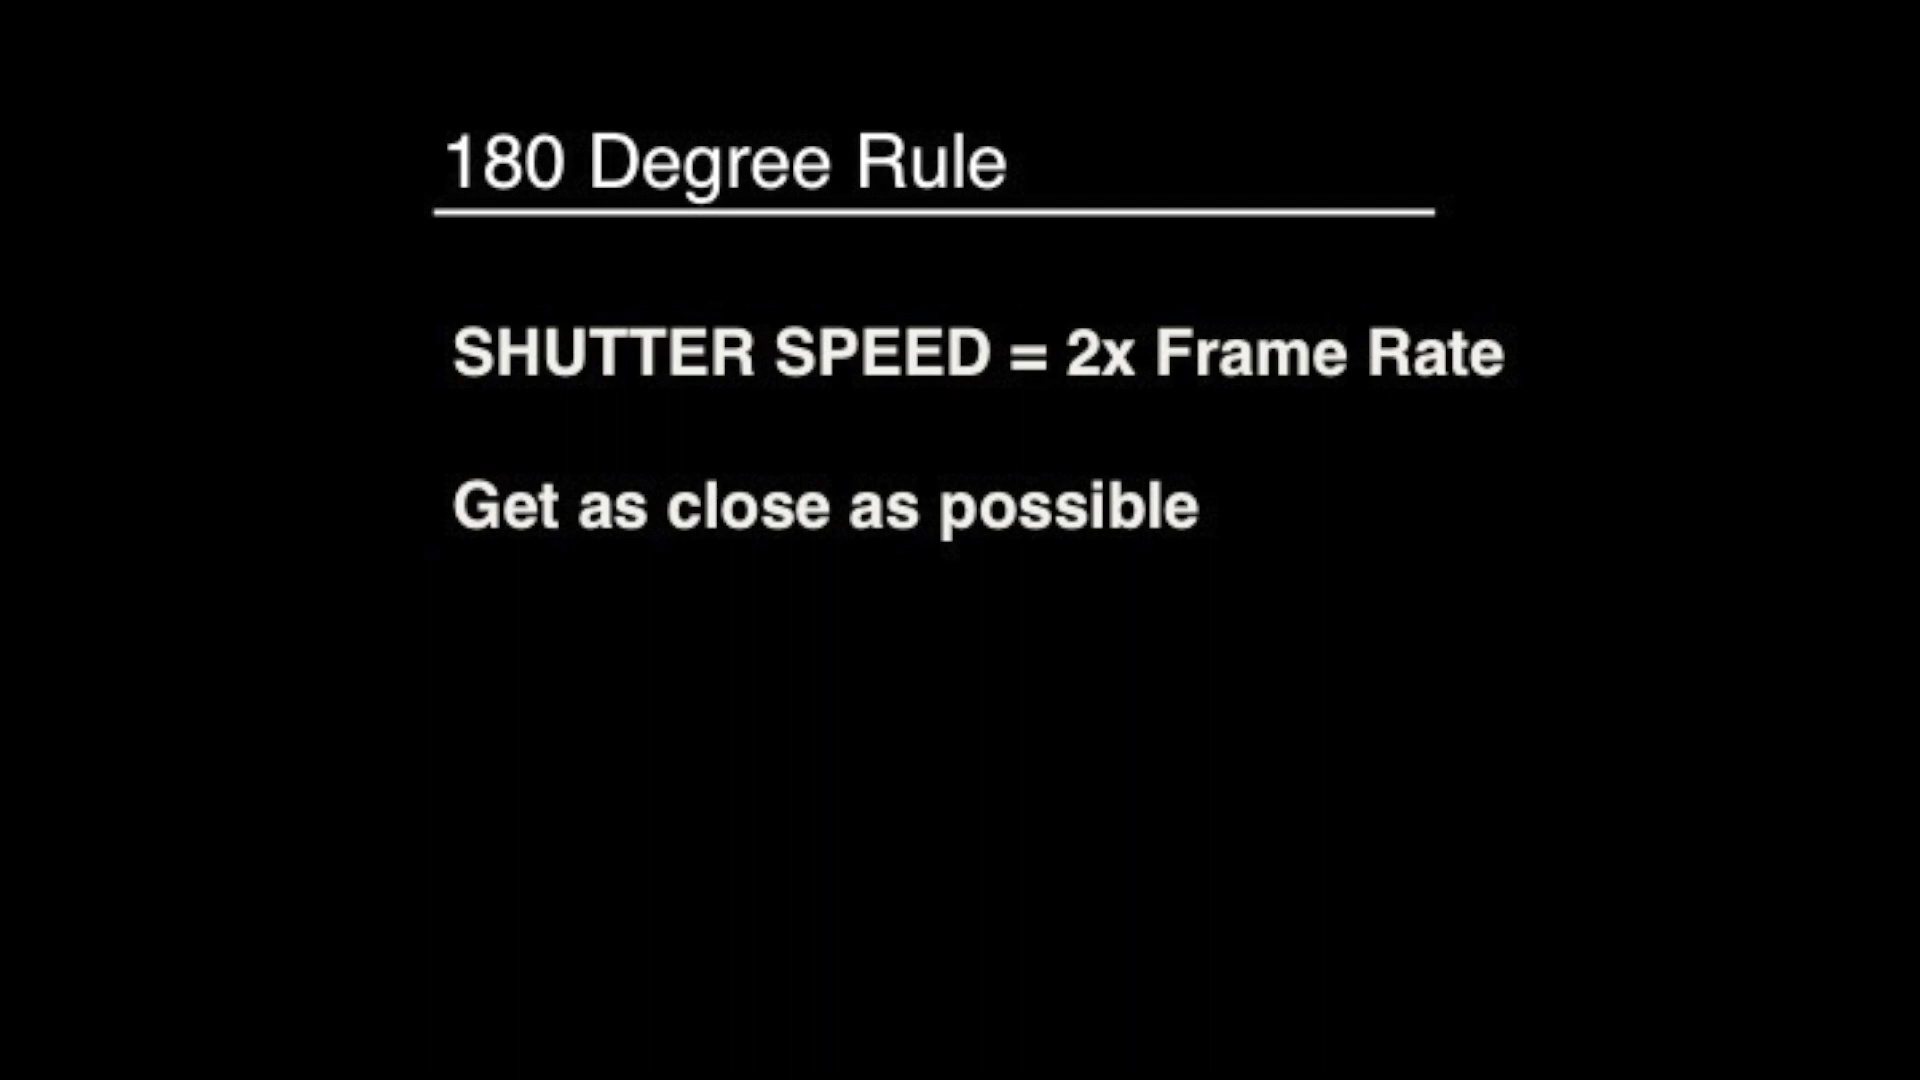 180 Degree Rule
SHUTTER SPEED = 2x Frame Rate
Get as close as possible